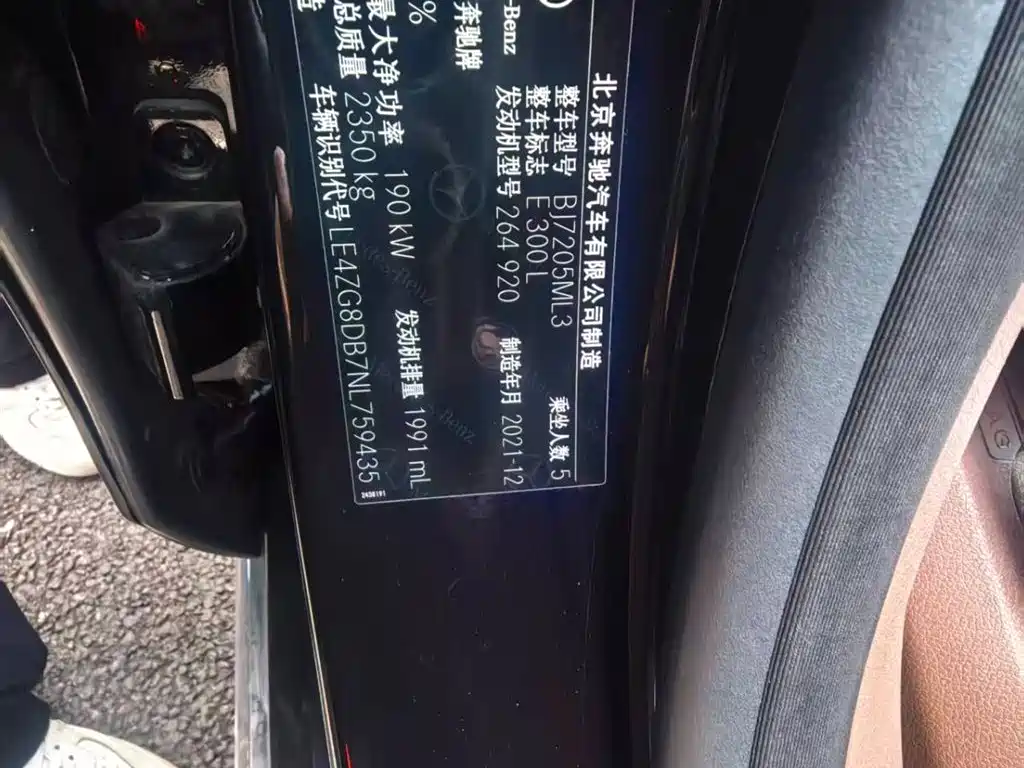 北京奔驰汽车有限公司制造
整车型号 BJ7205ML3 乘坐人数 5
整车标志 E 300 L
发动机型号 264 920 制造年月 2021-12
-Benz
奔驰牌
%
发动机排量 1991 mL
最大净功率 190 kW
总质量 2350 kg
车辆识别代号 LE4ZG8DB7NL759435
2436191